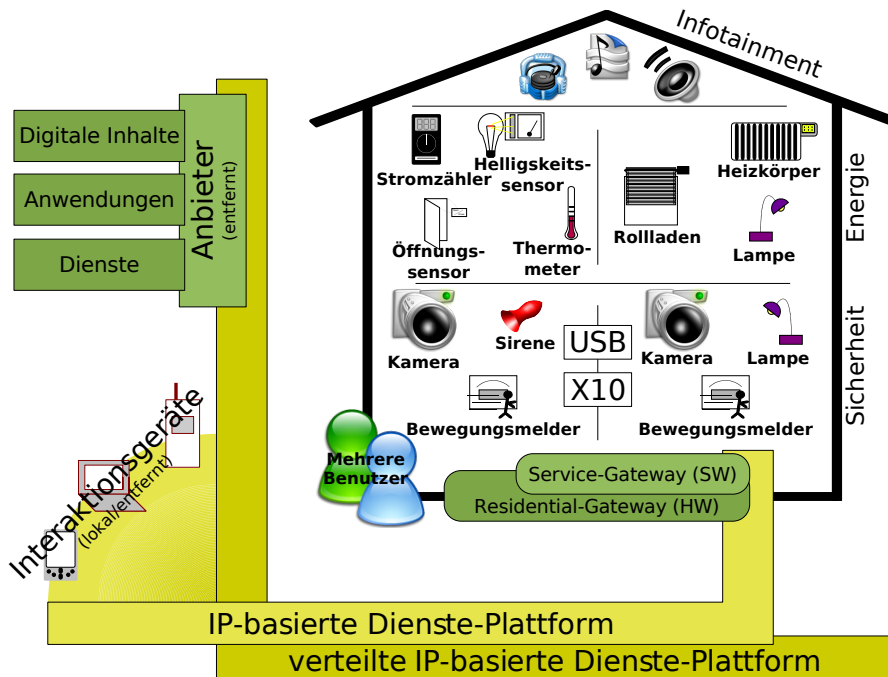 Infotainment
Digitale Inhalte
Anwendungen
Dienste
Anbieter
(entfernt)
Stromzähler
Helligskeits-
sensor
Heizkörper
Öffnungs-
sensor
Thermo-
meter
Rollladen
Lampe
Energie
Kamera
Sirene
USB
X10
Kamera
Lampe
Bewegungsmelder
Bewegungsmelder
Sicherheit
Mehrere
Benutzer
Service-Gateway (SW)
Residential-Gateway (HW)
Interaktionsgeräte
(lokal/entfernt)
IP-basierte Dienste-Plattform
verteilte IP-basierte Dienste-Plattform